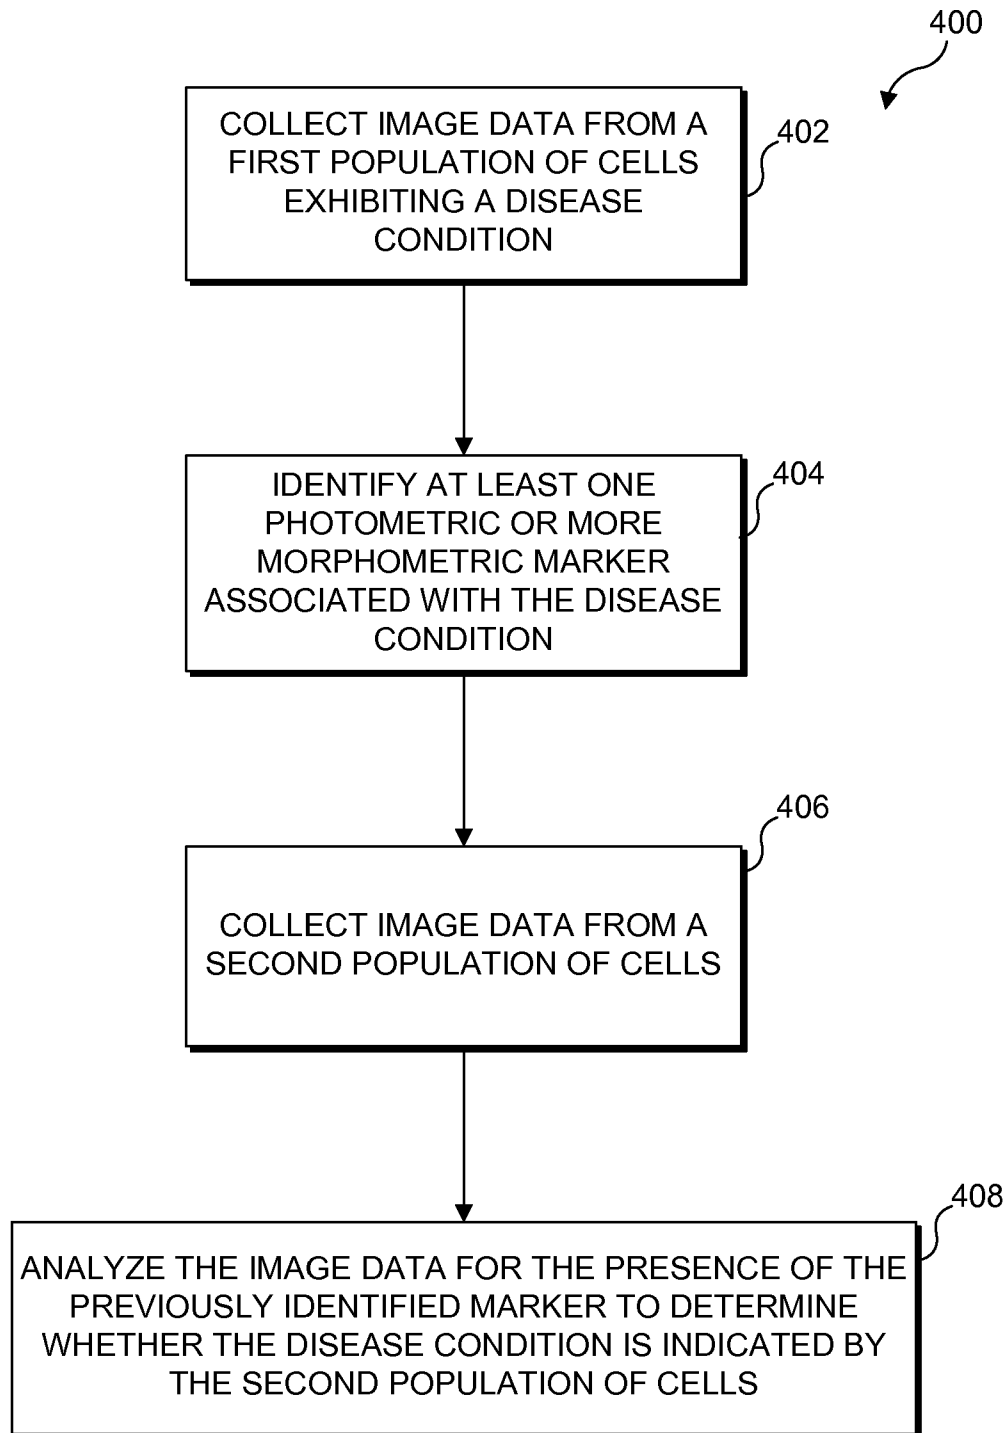 400
COLLECT IMAGE DATA FROM A
FIRST POPULATION OF CELLS
EXHIBITING A DISEASE
CONDITION
402
IDENTIFY AT LEAST ONE
PHOTOMETRIC OR MORE
MORPHOMETRIC MARKER
ASSOCIATED WITH THE DISEASE
CONDITION
404
COLLECT IMAGE DATA FROM A
SECOND POPULATION OF CELLS
406
ANALYZE THE IMAGE DATA FOR THE PRESENCE OF THE
PREVIOUSLY IDENTIFIED MARKER TO DETERMINE
WHETHER THE DISEASE CONDITION IS INDICATED BY
THE SECOND POPULATION OF CELLS
408